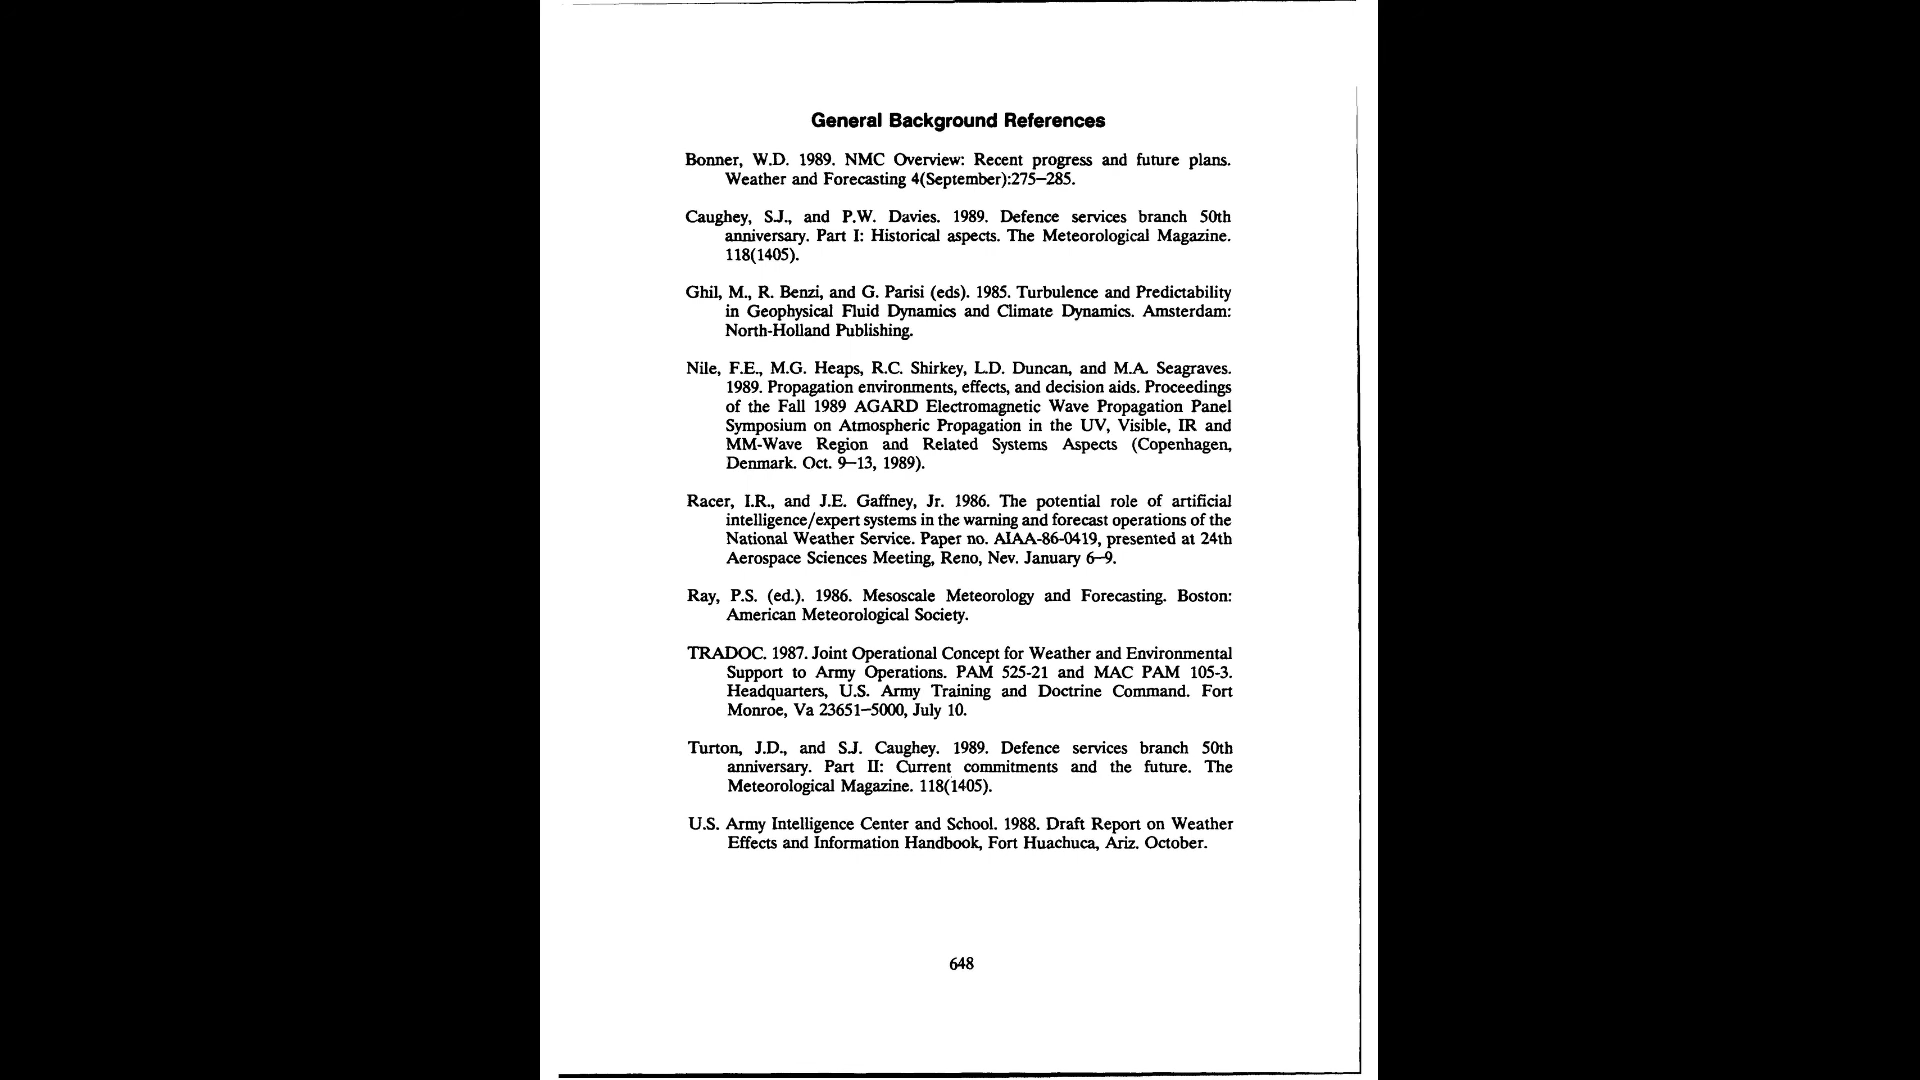 General Background References
Bonner, W.D. 1989. NMC Overview: Recent progress and future plans.
Weather and Forecasting 4(September):275–285.
Caughey, S.J., and P.W. Davies. 1989. Defence services branch 50th
anniversary. Part I: Historical aspects. The Meteorological Magazine.
118(1405).
Ghil, M., R. Benzi, and G. Parisi (eds). 1985. Turbulence and Predictability
in Geophysical Fluid Dynamics and Climate Dynamics. Amsterdam:
North-Holland Publishing.
Nile, F.E., M.G. Heaps, R.C. Shirkey, L.D. Duncan, and M.A. Seagraves.
1989. Propagation environments, effects, and decision aids. Proceedings
of the Fall 1989 AGARD Electromagnetic Wave Propagation Panel
Symposium on Atmospheric Propagation in the UV, Visible, IR and
MM-Wave Region and Related Systems Aspects (Copenhagen,
Denmark. Oct. 9–13, 1989).
Racer, I.R., and J.E. Gaffney, Jr. 1986. The potential role of artificial
intelligence/expert systems in the warning and forecast operations of the
National Weather Service. Paper no. AIAA-86-0419, presented at 24th
Aerospace Sciences Meeting, Reno, Nev. January 6–9.
Ray, P.S. (ed.). 1986. Mesoscale Meteorology and Forecasting. Boston:
American Meteorological Society.
TRADOC. 1987. Joint Operational Concept for Weather and Environmental
Support to Army Operations. PAM 525-21 and MAC PAM 105-3.
Headquarters, U.S. Army Training and Doctrine Command. Fort
Monroe, Va 23651–5000, July 10.
Turton, J.D., and S.J. Caughey. 1989. Defence services branch 50th
anniversary. Part II: Current commitments and the future. The
Meteorological Magazine. 118(1405).
U.S. Army Intelligence Center and School. 1988. Draft Report on Weather
Effects and Information Handbook, Fort Huachuca, Ariz. October.
648